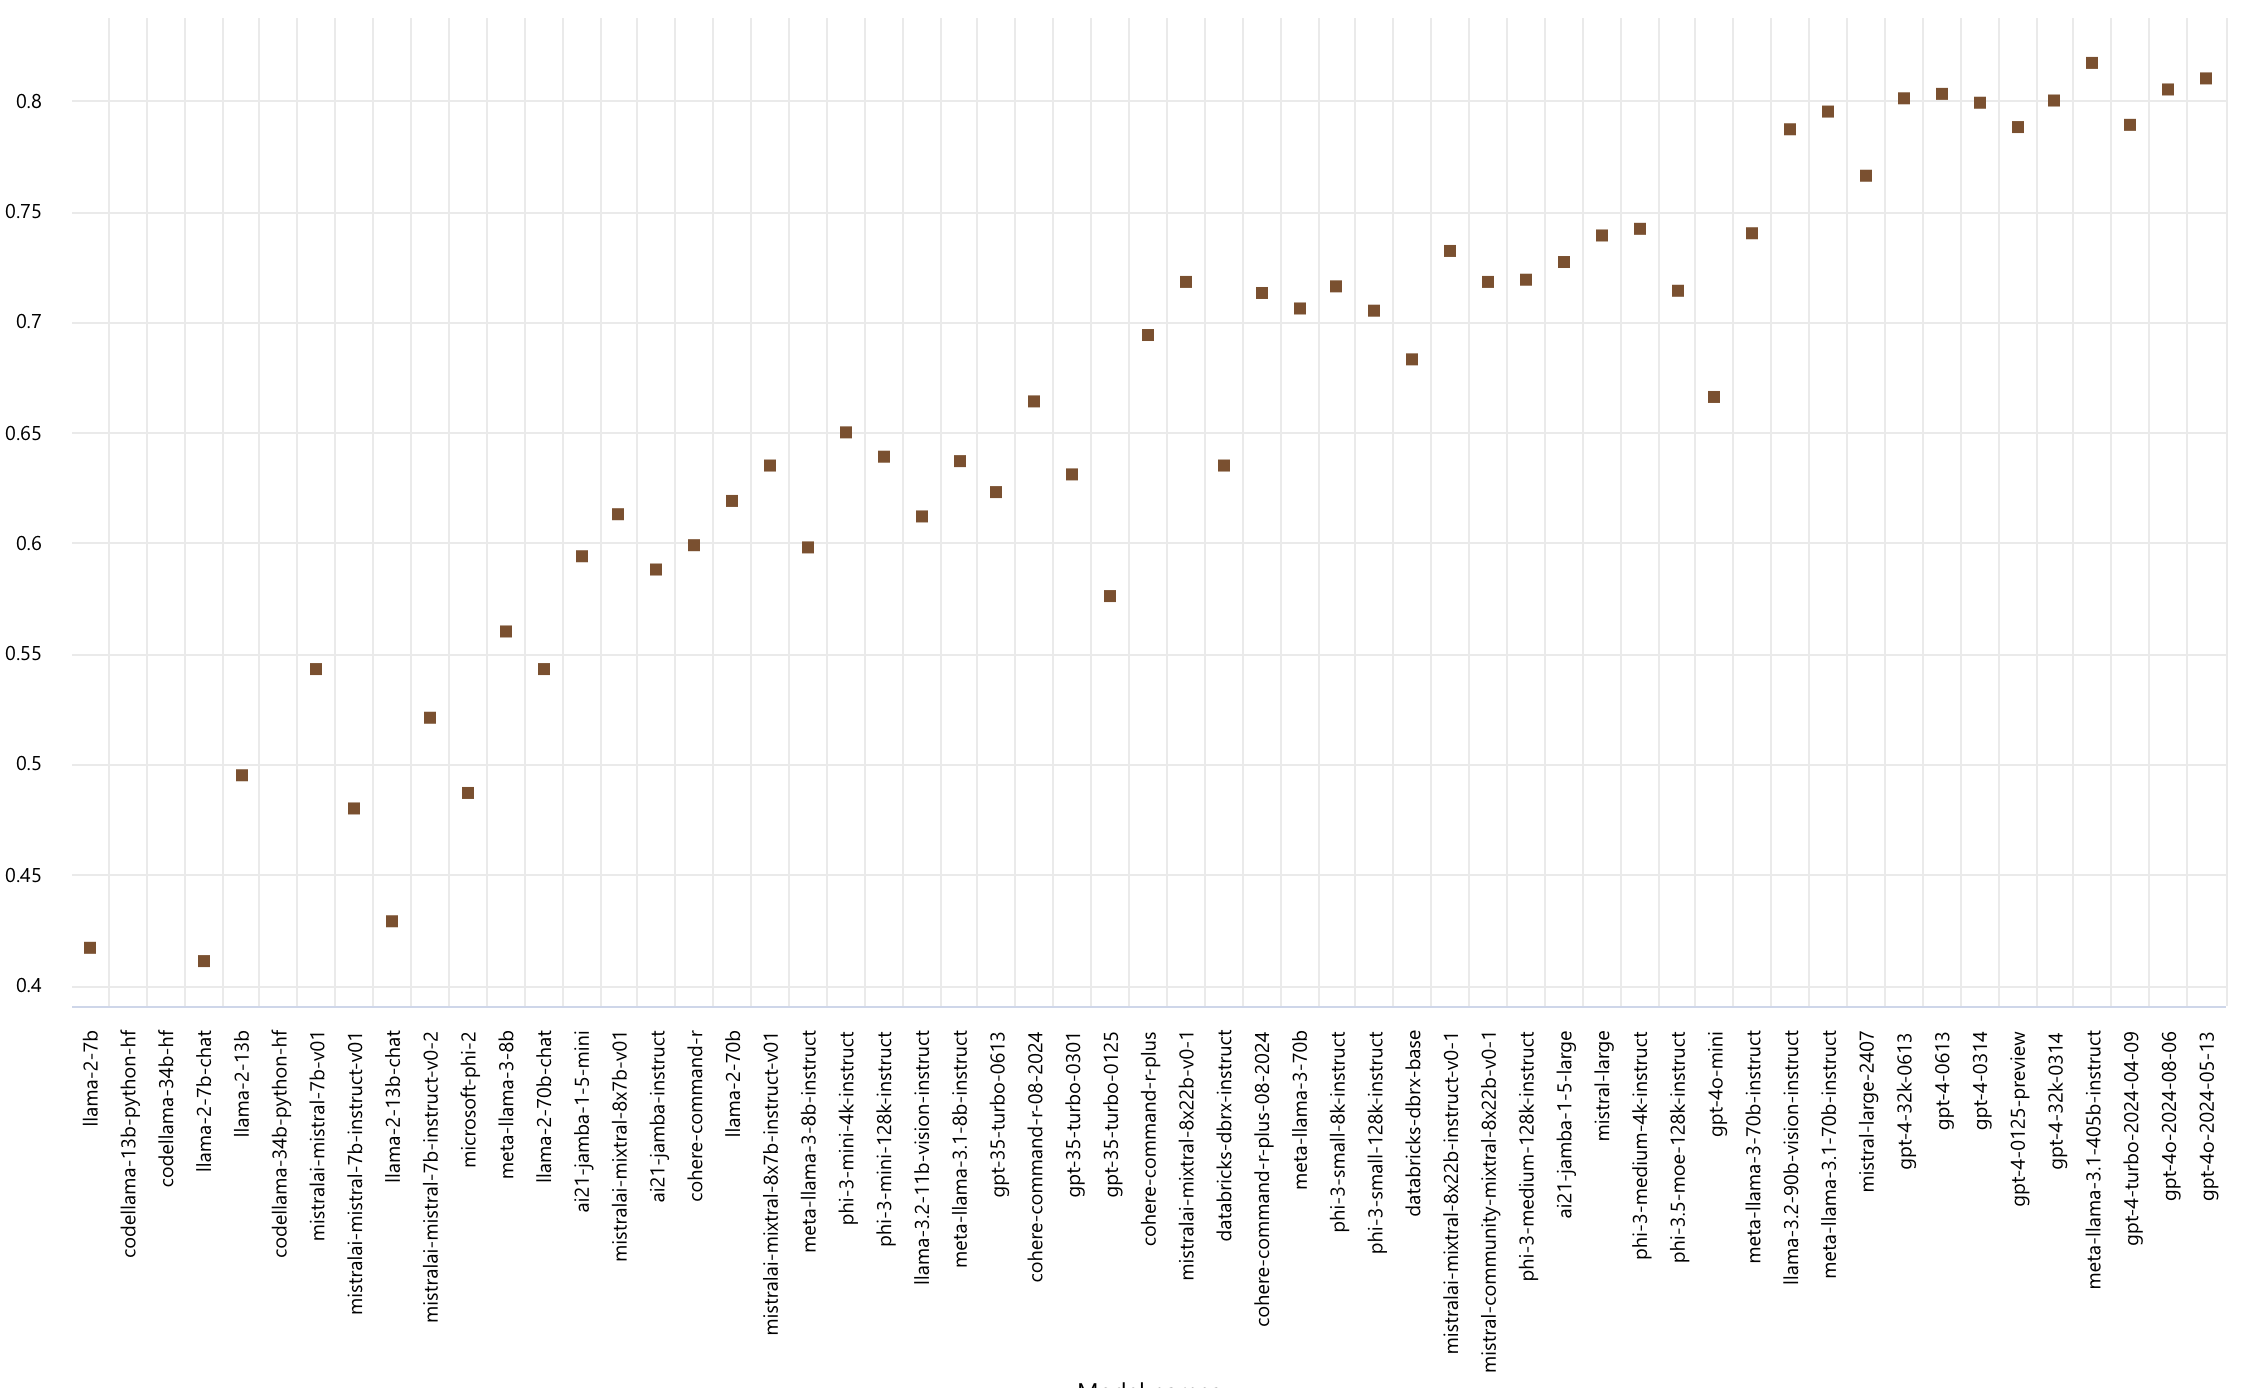 0.8
0.75
0.7
0.65
0.6
0.55
0.5
0.45
0.4
llama-2-7b
codellama-13b-python-hf
codellama-34b-hf
llama-2-7b-chat
llama-2-13b
codellama-34b-python-hf
mistralai-mistral-7b-v01
mistralai-mistral-7b-instruct-v01
llama-2-13b-chat
mistralai-mistral-7b-instruct-v0-2
microsoft-phi-2
meta-llama-3-8b
llama-2-70b-chat
ai21-jamba-1-5-mini
mistralai-mixtral-8x7b-v01
ai21-jamba-instruct
cohere-command-r
llama-2-70b
mistralai-mixtral-8x7b-instruct-v01
meta-llama-3-8b-instruct
phi-3-mini-4k-instruct
phi-3-mini-128k-instruct
llama-3.2-11b-vision-instruct
meta-llama-3.1-8b-instruct
gpt-35-turbo-0613
cohere-command-r-08-2024
gpt-35-turbo-0301
gpt-35-turbo-0125
cohere-command-r-plus
mistralai-mixtral-8x22b-v0-1
databricks-dbrx-instruct
cohere-command-r-plus-08-2024
meta-llama-3-70b
phi-3-small-8k-instruct
phi-3-small-128k-instruct
databricks-dbrx-base
mistralai-mixtral-8x22b-instruct-v0-1
mistral-community-mixtral-8x22b-v0-1
phi-3-medium-128k-instruct
ai21-jamba-1-5-large
mistral-large
phi-3-medium-4k-instruct
phi-3.5-moe-128k-instruct
gpt-4o-mini
meta-llama-3-70b-instruct
llama-3.2-90b-vision-instruct
meta-llama-3.1-70b-instruct
mistral-large-2407
gpt-4-32k-0613
gpt-4-0613
gpt-4-0314
gpt-4-0125-preview
gpt-4-32k-0314
meta-llama-3.1-405b-instruct
gpt-4-turbo-2024-04-09
gpt-4o-2024-08-06
gpt-4o-2024-05-13